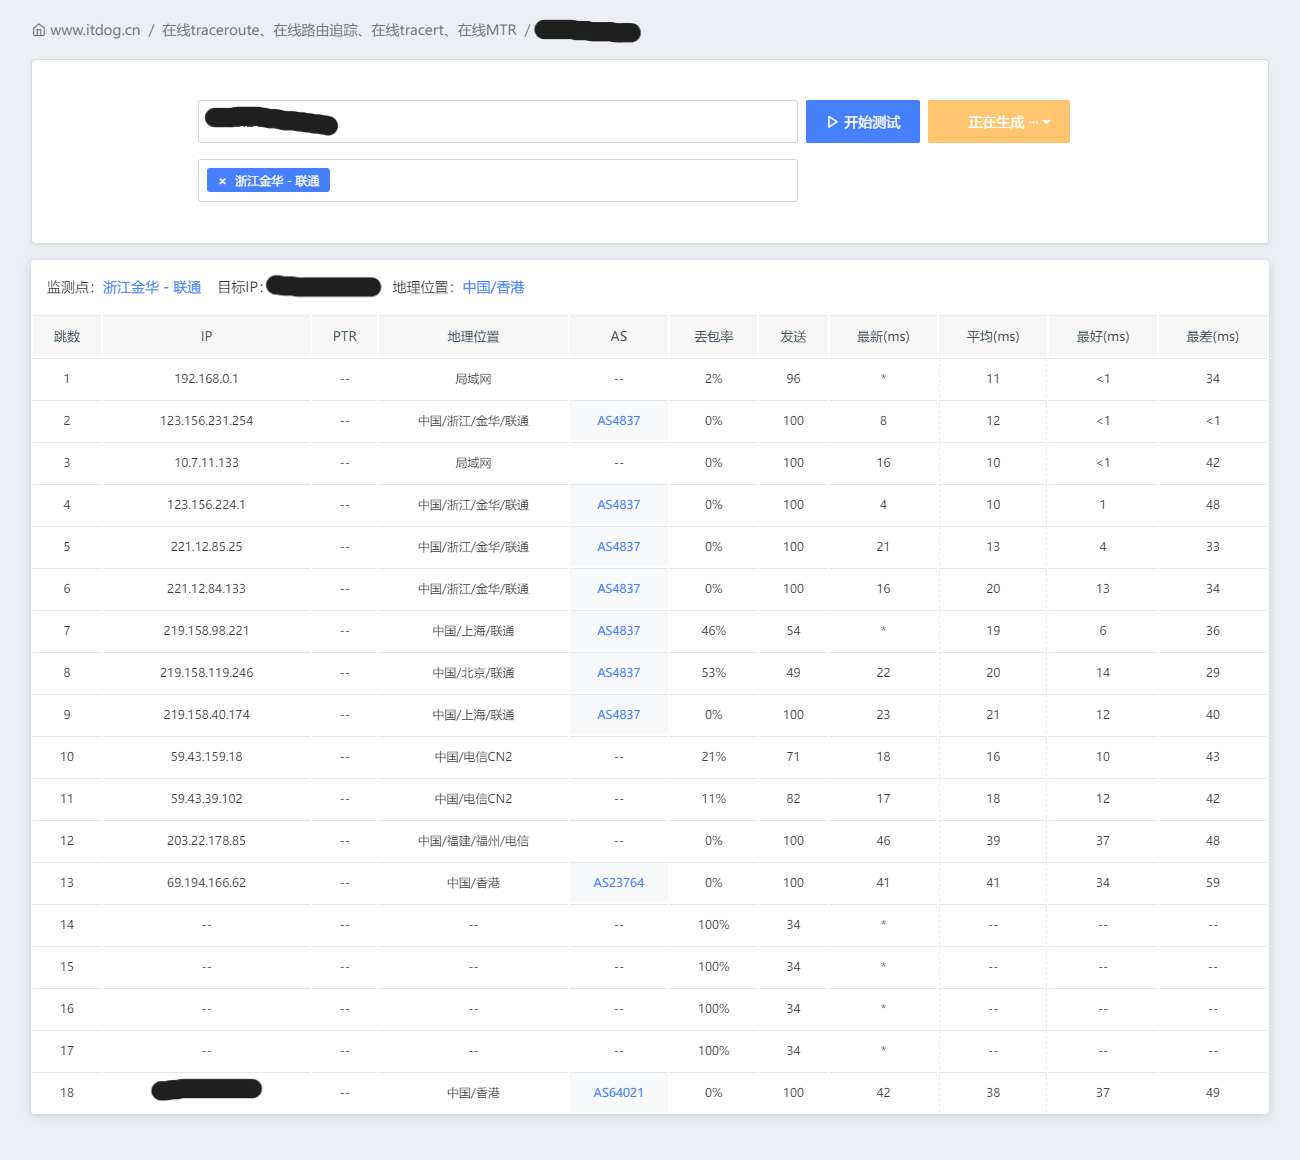 www.itdog.cn / 在线traceroute、在线路由追踪、在线tracert、在线MTR /
开始测试 正在生成 ···
× 浙江金华 - 联通
监测点：浙江金华 - 联通 目标IP： 地理位置：中国/香港
跳数 IP PTR 地理位置 AS 丢包率 发送 最新(ms) 平均(ms) 最好(ms) 最差(ms)
1 192.168.0.1 -- 局域网 -- 2% 96 * 11 <1 34
2 123.156.231.254 -- 中国/浙江/金华/联通 AS4837 0% 100 8 12 <1 <1
3 10.7.11.133 -- 局域网 -- 0% 100 16 10 <1 42
4 123.156.224.1 -- 中国/浙江/金华/联通 AS4837 0% 100 4 10 1 48
5 221.12.85.25 -- 中国/浙江/金华/联通 AS4837 0% 100 21 13 4 33
6 221.12.84.133 -- 中国/浙江/金华/联通 AS4837 0% 100 16 20 13 34
7 219.158.98.221 -- 中国/上海/联通 AS4837 46% 54 * 19 6 36
8 219.158.119.246 -- 中国/北京/联通 AS4837 53% 49 22 20 14 29
9 219.158.40.174 -- 中国/上海/联通 AS4837 0% 100 23 21 12 40
10 59.43.159.18 -- 中国/电信CN2 -- 21% 71 18 16 10 43
11 59.43.39.102 -- 中国/电信CN2 -- 11% 82 17 18 12 42
12 203.22.178.85 -- 中国/福建/福州/电信 -- 0% 100 46 39 37 48
13 69.194.166.62 -- 中国/香港 AS23764 0% 100 41 41 34 59
14 -- -- -- -- 100% 34 * -- -- --
15 -- -- -- -- 100% 34 * -- -- --
16 -- -- -- -- 100% 34 * -- -- --
17 -- -- -- -- 100% 34 * -- -- --
18 -- 中国/香港 AS64021 0% 100 42 38 37 49